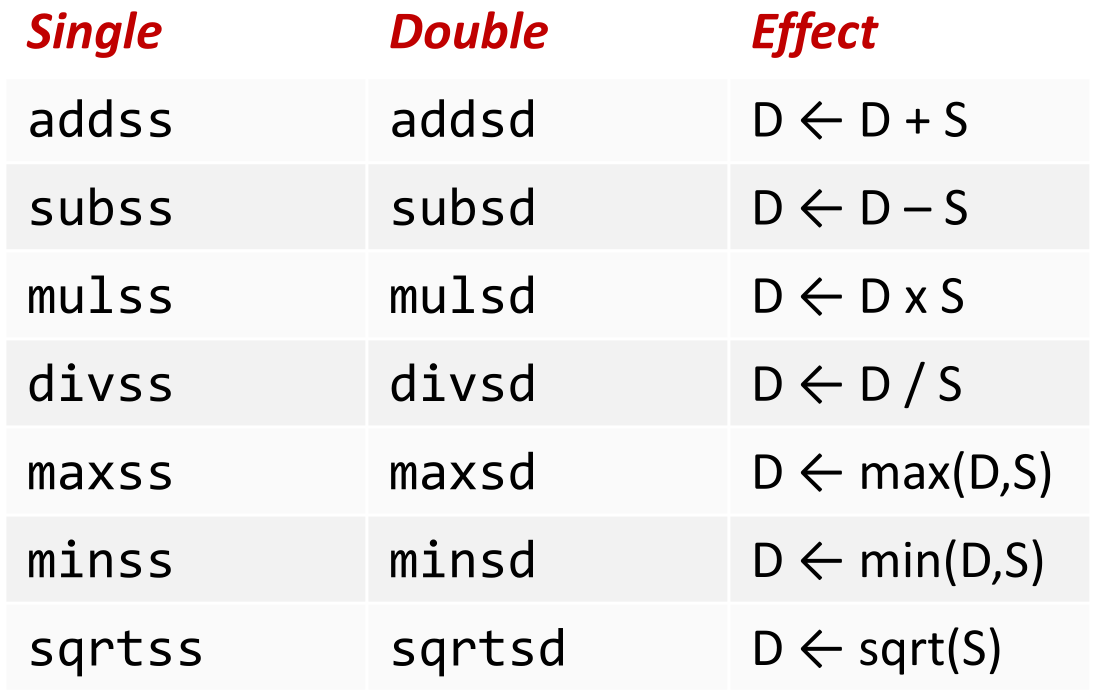 Single Double Effect
addss addsd D ← D + S
subss subsd D ← D – S
mulss mulsd D ← D x S
divss divsd D ← D / S
maxss maxsd D ← max(D,S)
minss minsd D ← min(D,S)
sqrtss sqrtsd D ← sqrt(S)